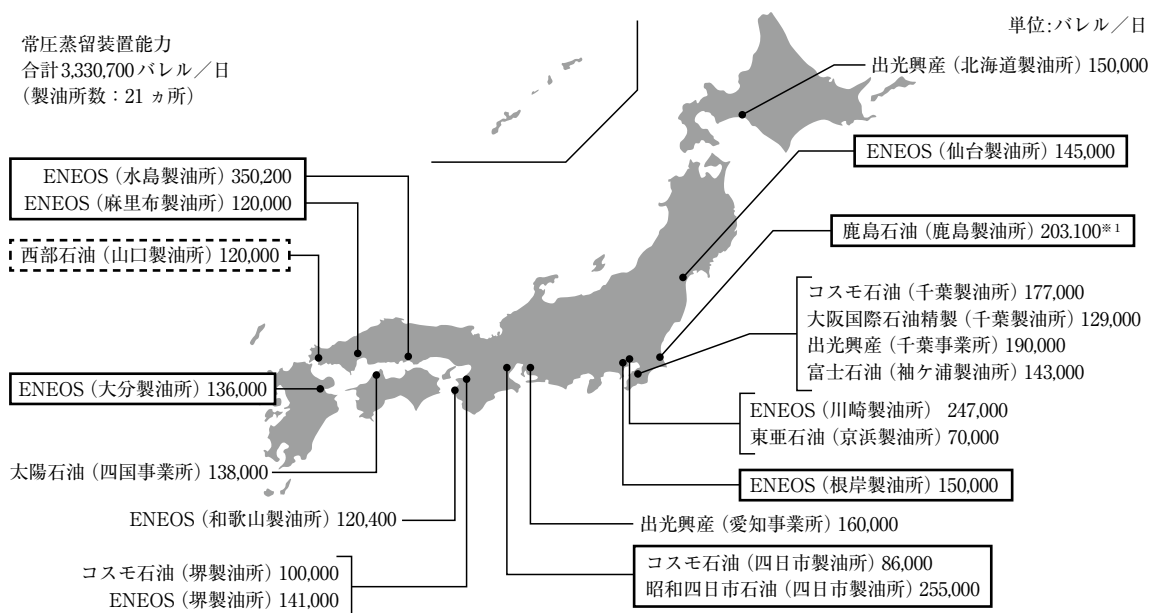 常圧蒸留装置能力
合計3,330,700バレル／日
（製油所数：21 ヵ所）
単位:バレル／日
出光興産（北海道製油所）150,000
ENEOS（仙台製油所）145,000
鹿島石油（鹿島製油所）203.100※1
コスモ石油（千葉製油所）177,000
大阪国際石油精製（千葉製油所）129,000
出光興産（千葉事業所）190,000
富士石油（袖ケ浦製油所）143,000
ENEOS（川崎製油所） 247,000
東亜石油（京浜製油所）70,000
ENEOS（根岸製油所）150,000
出光興産（愛知事業所）160,000
コスモ石油（四日市製油所）86,000
昭和四日市石油（四日市製油所）255,000
ENEOS（水島製油所）350,200
ENEOS（麻里布製油所）120,000
西部石油（山口製油所）120,000
ENEOS（大分製油所）136,000
太陽石油（四国事業所）138,000
ENEOS（和歌山製油所）120,400
コスモ石油（堺製油所）100,000
ENEOS（堺製油所）141,000